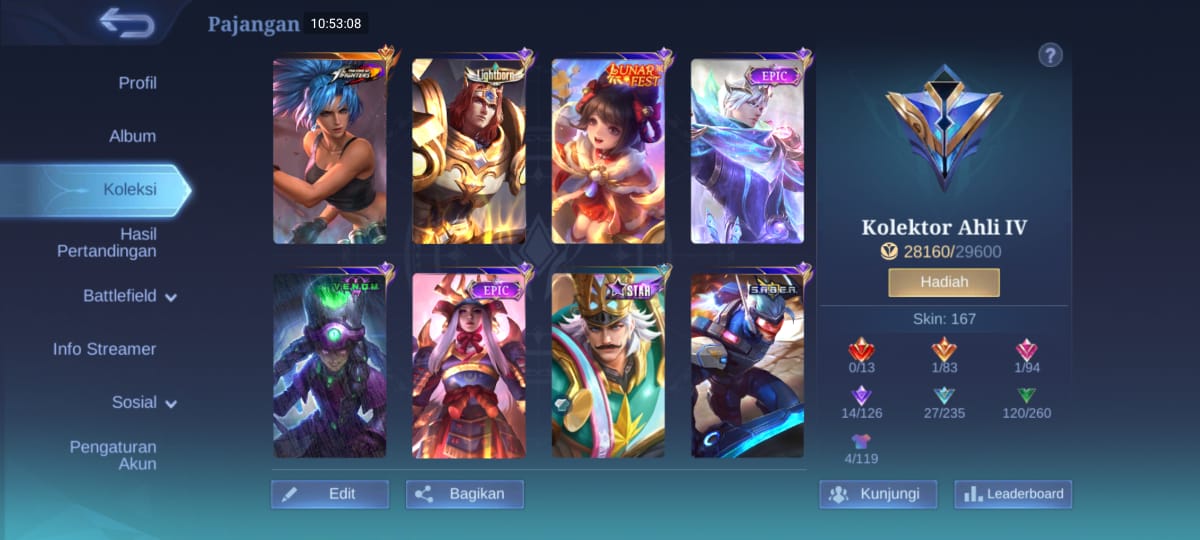 Pajangan 10:53:08
Profil
Album
Koleksi
Hasil
Pertandingan
Battlefield
Info Streamer
Sosial
Pengaturan
Akun
THE KING OF
FIGHTERS
Lightborn
LUNAR
FEST
EPIC
VENOM
EPIC
STAR
S.A.B.E.R.
Edit
Bagikan
?
Kolektor Ahli IV
28160/29600
Hadiah
Skin: 167
0/13
1/83
1/94
14/126
27/235
120/260
4/119
Kunjungi
Leaderboard